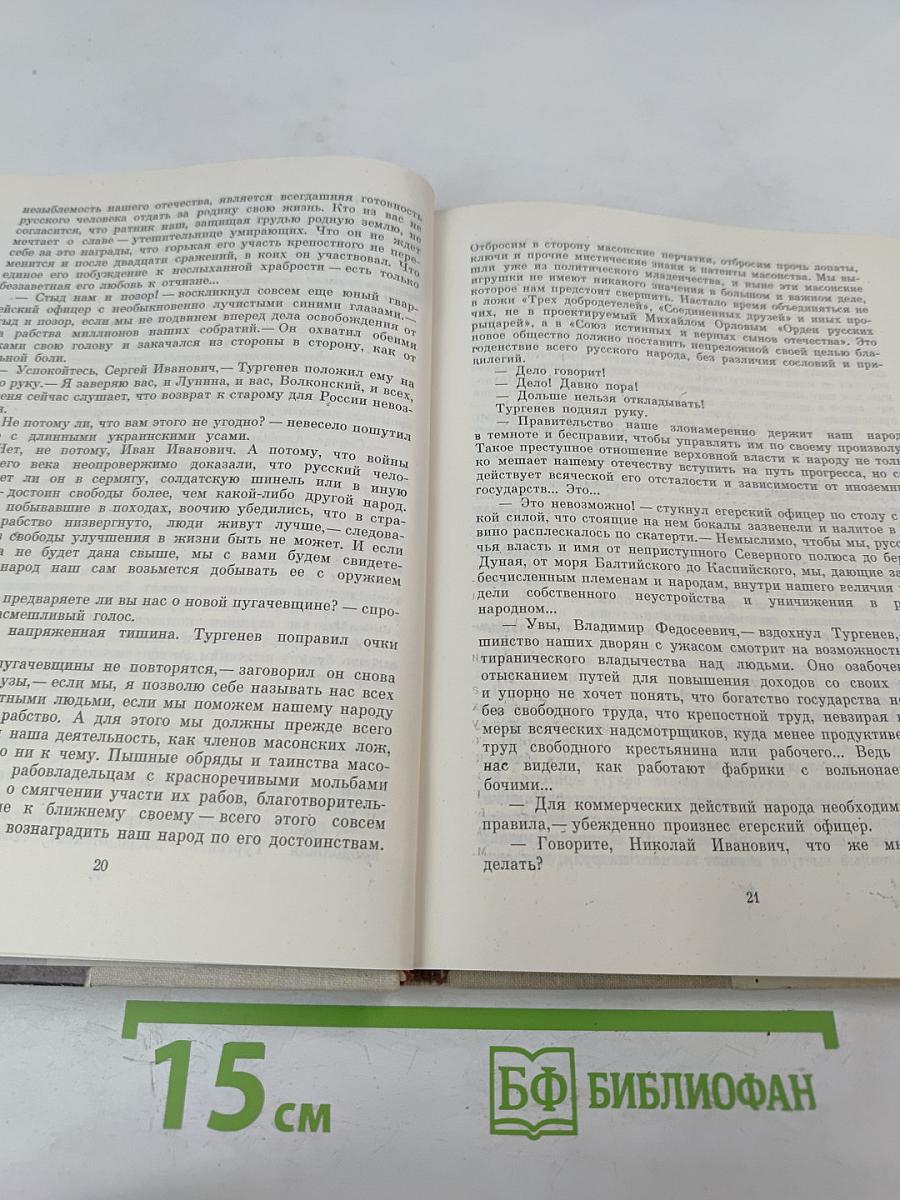 незыблемость нашего отечества, является всегдашняя готовность
русского человека отдать за родину свою жизнь. Кто из вас не
согласится, что ратник наш, защищая грудью родную землю, не
мечтает о славе — утешительнице умирающих. Что он не ждет
себе за это награды, что горькая его участь крепостного не пере-
менится и после двадцати сражений, в коих он участвовал. Что
единое его побуждение к неслыханной храбрости — есть только
беззаветная его любовь к отчизне...
— Стыд нам и позор! — воскликнул совсем еще юный гвар-
ейский офицер с необыкновенно лучистыми синими глазами.—
тыд и позор, если мы не подвинем вперед дела освобождения от
а рабства миллионов наших собратий.— Он охватил обеими
ками свою голову и закачался из стороны в сторону, как от
льной боли.
— Успокойтесь, Сергей Иванович,— Тургенев положил ему на
о руку.— Я заверяю вас, и Лунина, и вас, Волконский, и всех,
еня сейчас слушает, что возврат к старому для России невоз-
н.
Не потому ли, что вам этого не угодно? — невесело пошутил
с длинными украинскими усами.
Нет, не потому, Иван Иванович. А потому, что войны
его века неопровержимо доказали, что русский чело-
ет ли он в сермягу, солдатскую шинель или в иную
— достоин свободы более, чем какой-либо другой народ.
побывавшие в походах, воочию убедились, что в стра-
рабство низвергнуто, люди живут лучше,— следова-
з свободы улучшения в жизни быть не может. И если
а не будет дана свыше, мы с вами будем свидете-
народ наш сам возьмется добывать ее с оружием
предваряете ли вы нас о новой пугачевщине? — спро-
асмешливый голос.
напряженная тишина. Тургенев поправил очки
пугачевщины не повторятся,— заговорил он снова
рузья,— если мы, я позволю себе называть нас всех
тными людьми, если мы поможем нашему народу
рабство. А для этого мы должны прежде всего
наша деятельность, как членов масонских лож,
о ни к чему. Пышные обряды и таинства масо-
рабовладельцам с красноречивыми мольбами
о смягчении участи их рабов, благотворитель-
ие к ближнему своему — всего этого совсем
вознаградить наш народ по его достоинствам.
20
Отбросим в сторону масонские перчатки, отбросим прочь лопаты,
ключи и прочие мистические знаки и патенты масонства. Мы вы-
шли уже из политического младенчества, и ныне эти масонские
игрушки не имеют никакого значения в большом и важном деле,
которое нам предстоит свершить. Настало время объединяться не
в ложи «Трех добродетелей», «Соединенных друзей» и иных про-
чих, не в проектируемый Михайлом Орловым «Орден русских
рыцарей», а в «Союз истинных и верных сынов отечества». Это
новое общество должно поставить непреложной своей целью бла-
годенствие всего русского народа, без различия сословий и при-
вилегий.
— Дело говорит!
— Дело! Давно пора!
— Дольше нельзя откладывать!
Тургенев поднял руку.
— Правительство наше злонамеренно держит наш народ
в темноте и бесправии, чтобы управлять им по своему произволу
Такое преступное отношение верховной власти к народу не толь
ко мешает нашему отечеству вступить на путь прогресса, но со
действует всяческой его отсталости и зависимости от иноземн
государств... Это...
— Это невозможно! — стукнул егерский офицер по столу с
кой силой, что стоящие на нем бокалы зазвенели и налитое в
вино расплескалось по скатерти.— Немыслимо, чтобы мы, русс
чья власть и имя от неприступного Северного полюса до бер
Дуная, от моря Балтийского до Каспийского, мы, дающие за
бесчисленным племенам и народам, внутри нашего величия
дели собственного неустройства и уничижения в р
народном...
— Увы, Владимир Федосеевич,— вздохнул Тургенев,
шинство наших дворян с ужасом смотрит на возможность
тиранического владычества над людьми. Оно озабочен
отысканием путей для повышения доходов со своих
и упорно не хочет понять, что богатство государства не
без свободного труда, что крепостной труд, невзирая н
меры всяческих надсмотрщиков, куда менее продуктиве
труд свободного крестьянина или рабочего... Ведь
нас видели, как работают фабрики с вольнонае
бочими...
— Для коммерческих действий народа необходим
правила,— убежденно произнес егерский офицер.
— Говорите, Николай Иванович, что же мы
делать?
21
15 см
БФ БИБЛИОФАН